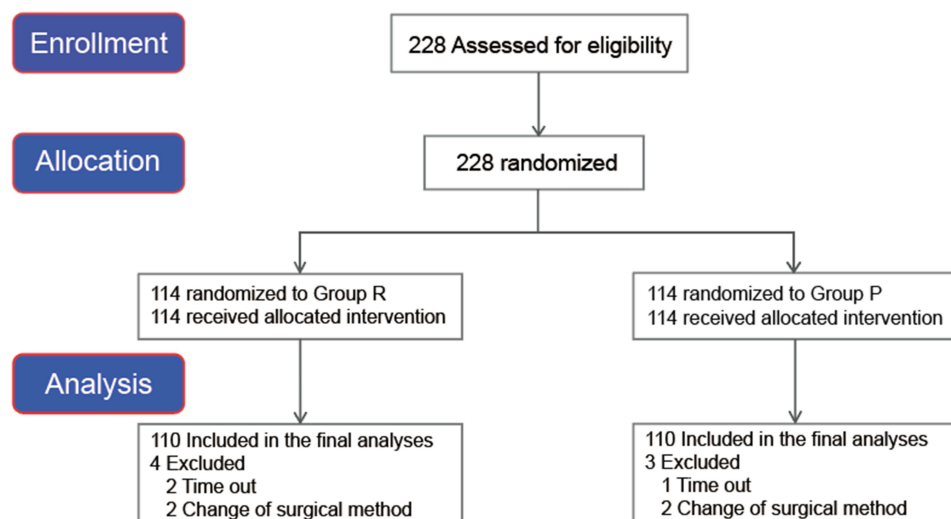 Enrollment
228 Assessed for eligibility
Allocation
228 randomized
114 randomized to Group R
114 received allocated intervention
114 randomized to Group P
114 received allocated intervention
Analysis
110 Included in the final analyses
4 Excluded
2 Time out
2 Change of surgical method
110 Included in the final analyses
3 Excluded
1 Time out
2 Change of surgical method